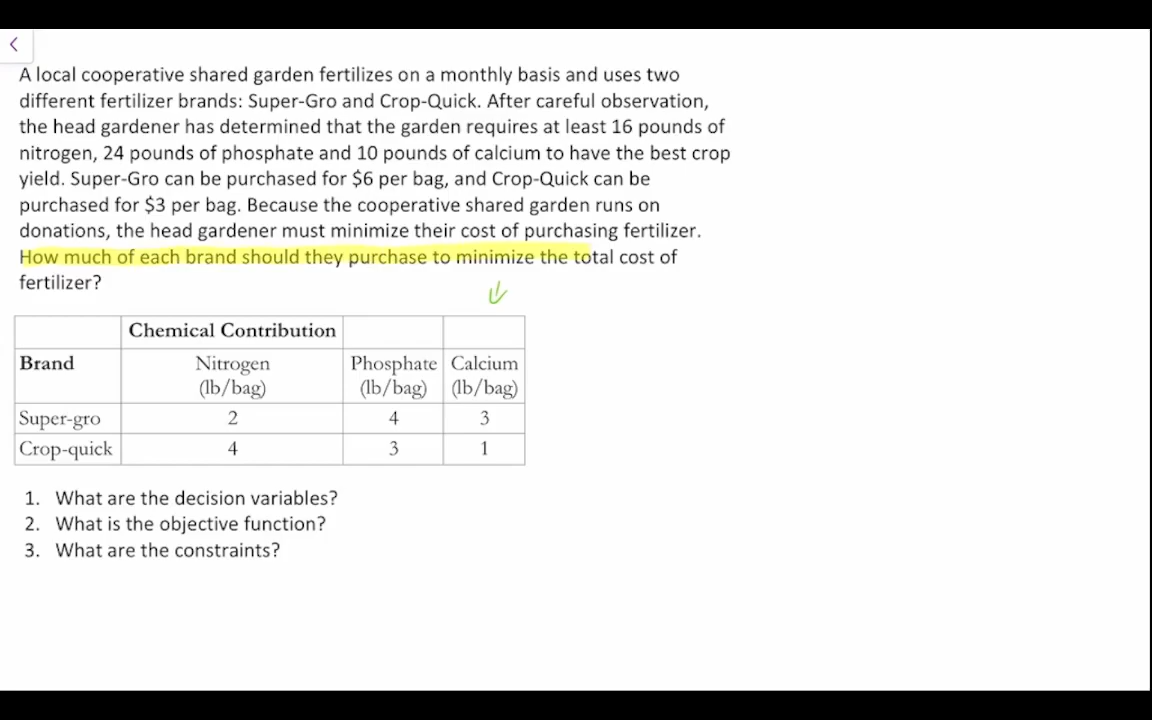 A local cooperative shared garden fertilizes on a monthly basis and uses two
different fertilizer brands: Super-Gro and Crop-Quick. After careful observation,
the head gardener has determined that the garden requires at least 16 pounds of
nitrogen, 24 pounds of phosphate and 10 pounds of calcium to have the best crop
yield. Super-Gro can be purchased for $6 per bag, and Crop-Quick can be
purchased for $3 per bag. Because the cooperative shared garden runs on
donations, the head gardener must minimize their cost of purchasing fertilizer.
How much of each brand should they purchase to minimize the total cost of
fertilizer?
Chemical Contribution
Brand Nitrogen Phosphate Calcium
(lb/bag) (lb/bag) (lb/bag)
Super-gro 2 4 3
Crop-quick 4 3 1
1. What are the decision variables?
2. What is the objective function?
3. What are the constraints?